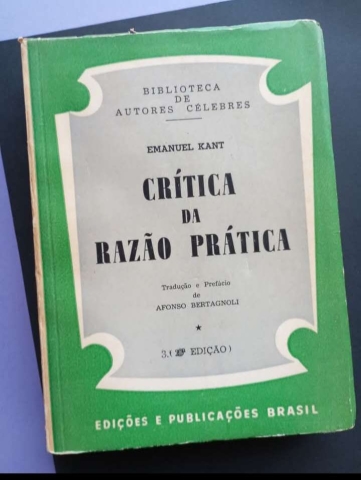 BIBLIOTECA
DE
AUTORES CÉLEBRES
EMANUEL KANT
CRÍTICA
DA
RAZÃO PRÁTICA
Tradução e Prefácio
de
AFONSO BERTAGNOLI
EDIÇÃO)
EDIÇÕES E PUBLICAÇÕES BRASIL